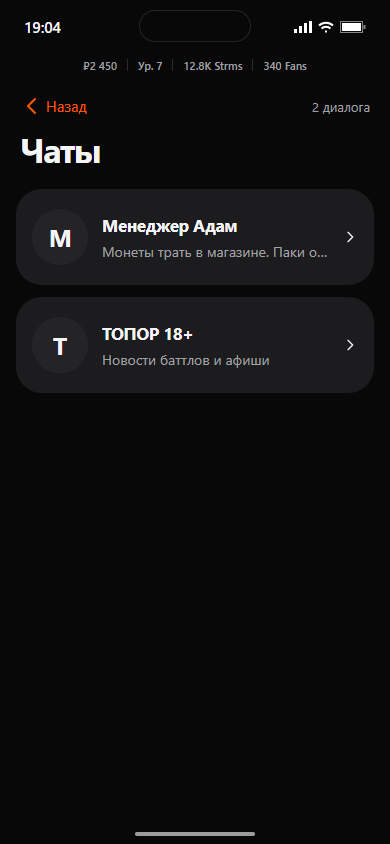 19:04
₽2 450 Ур. 7 12.8K Strms 340 Fans
Назад 2 диалога
Чаты
М
Менеджер Адам
Монеты трать в магазине. Паки о...
Т
ТОПОР 18+
Новости баттлов и афиши